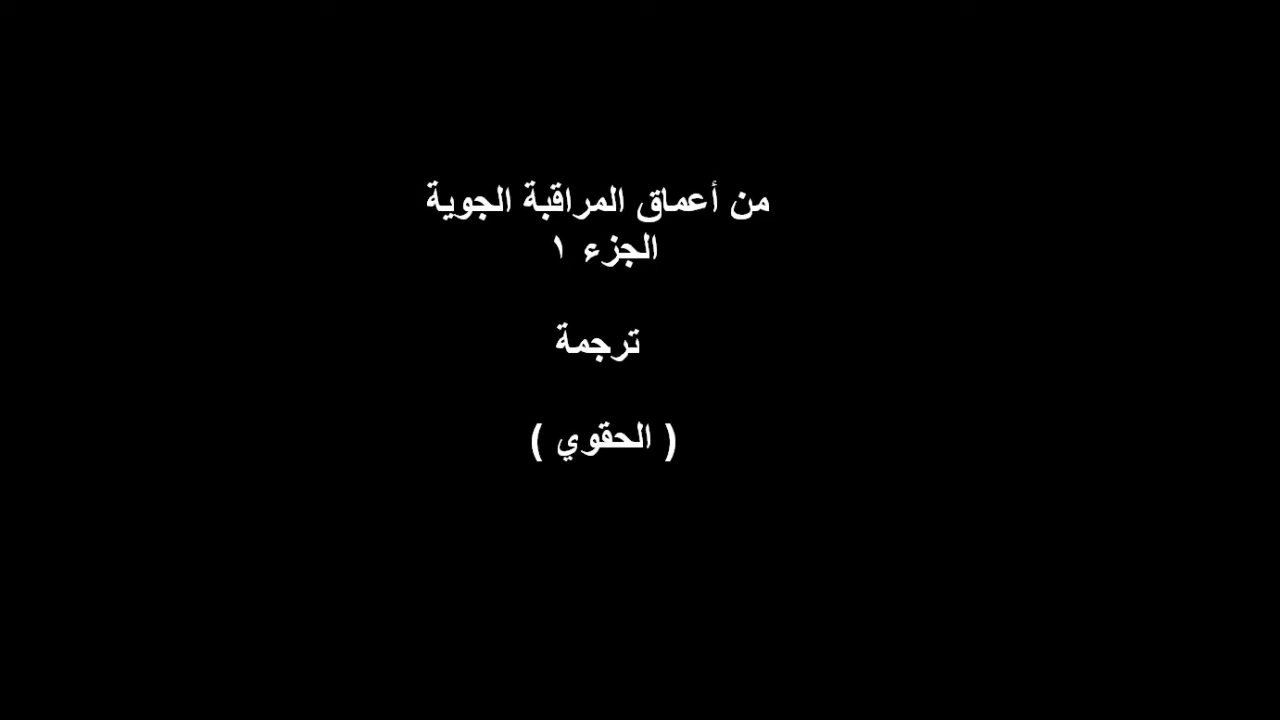 من أعماق المراقبة الجوية
الجزء ١
ترجمة
( الحقوي )